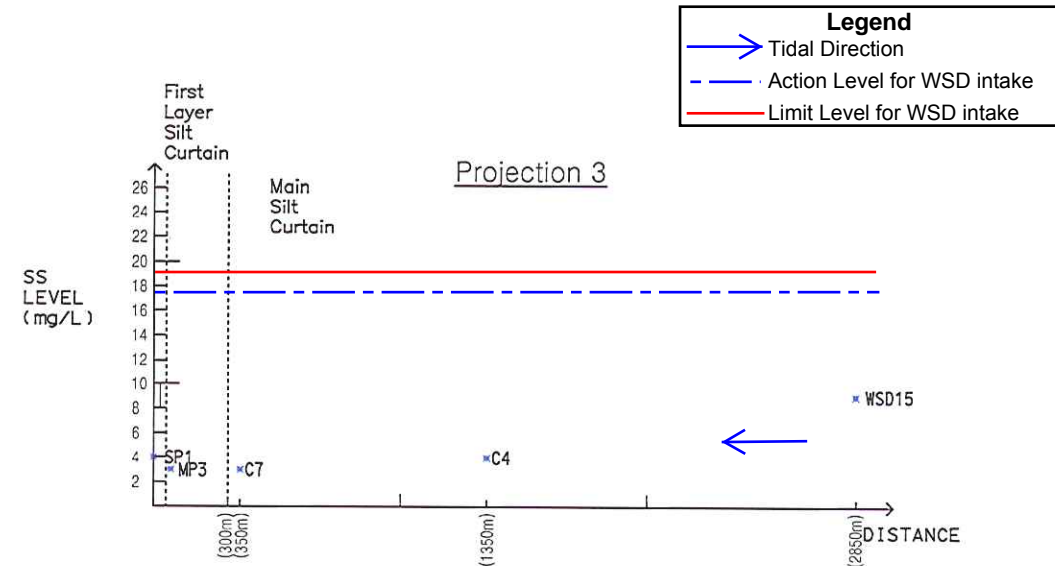 Legend
Tidal Direction
Action Level for WSD intake
Limit Level for WSD intake
First
Layer
Silt
Curtain
Projection 3
Main
Silt
Curtain
26
24
22
20
18
16
14
12
10
8
6
4
2
SS
LEVEL
(mg/L)
WSD15
SP1
MP3
C7
C4
(300m)
(350m)
(1350m)
(2850m)
DISTANCE